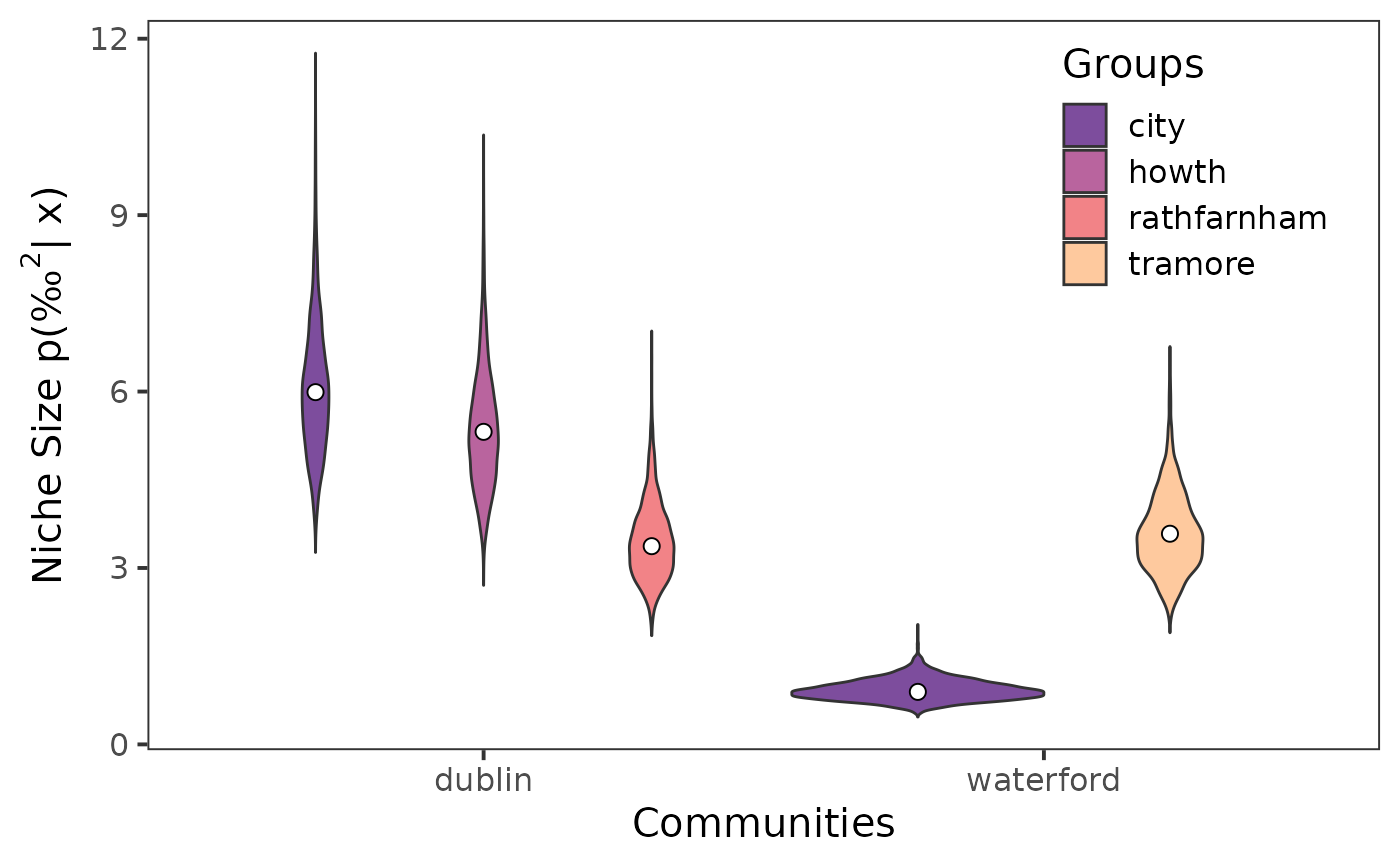 12
9
6
3
0
Niche Size p(‰²| x)
Groups
city
howth
rathfarnham
tramore
dublin
waterford
Communities